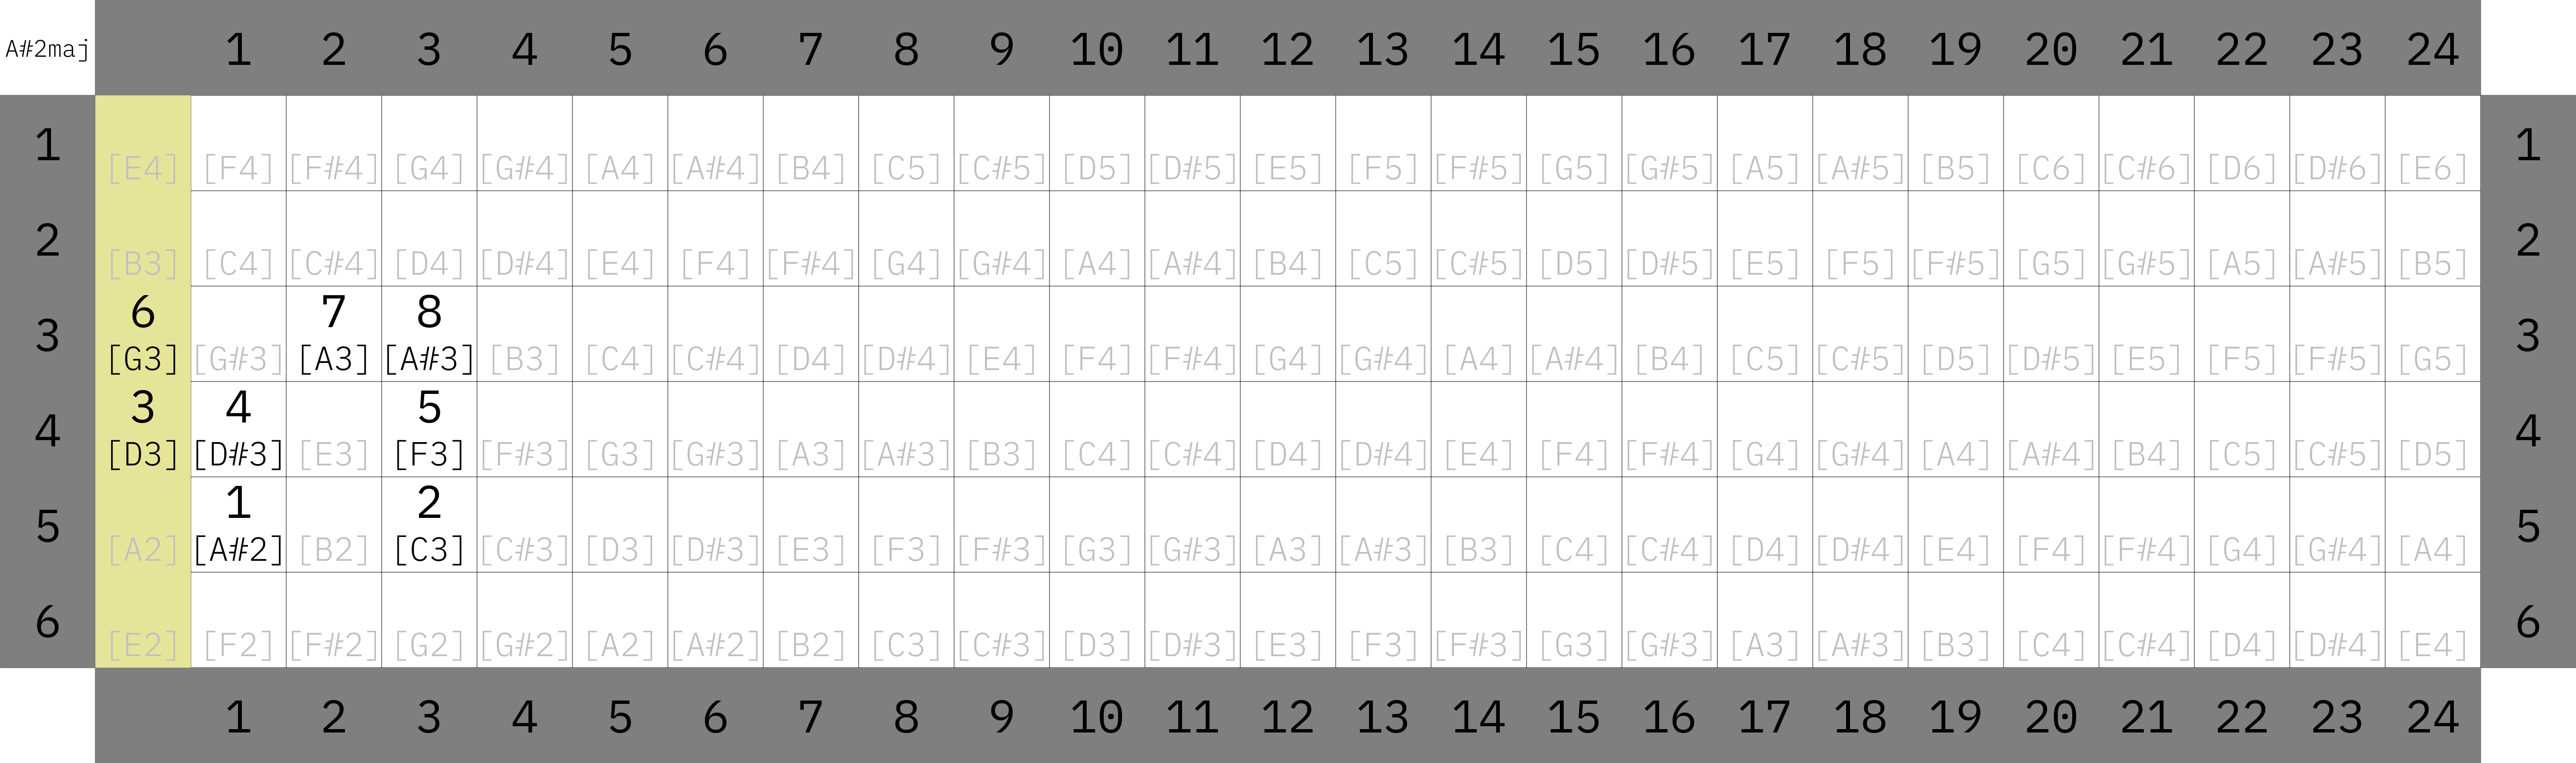 A#2maj 1 2 3 4 5 6 7 8 9 10 11 12 13 14 15 16 17 18 19 20 21 22 23 24
1 [E4] [F4] [F#4] [G4] [G#4] [A4] [A#4] [B4] [C5] [C#5] [D5] [D#5] [E5] [F5] [F#5] [G5] [G#5] [A5] [A#5] [B5] [C6] [C#6] [D6] [D#6] [E6] 1
2 [B3] [C4] [C#4] [D4] [D#4] [E4] [F4] [F#4] [G4] [G#4] [A4] [A#4] [B4] [C5] [C#5] [D5] [D#5] [E5] [F5] [F#5] [G5] [G#5] [A5] [A#5] [B5] 2
6 7 8
3 [G3] [G#3] [A3] [A#3] [B3] [C4] [C#4] [D4] [D#4] [E4] [F4] [F#4] [G4] [G#4] [A4] [A#4] [B4] [C5] [C#5] [D5] [D#5] [E5] [F5] [F#5] [G5] 3
3 4 5
4 [D3] [D#3] [E3] [F3] [F#3] [G3] [G#3] [A3] [A#3] [B3] [C4] [C#4] [D4] [D#4] [E4] [F4] [F#4] [G4] [G#4] [A4] [A#4] [B4] [C5] [C#5] [D5] 4
1 2
5 [A2] [A#2] [B2] [C3] [C#3] [D3] [D#3] [E3] [F3] [F#3] [G3] [G#3] [A3] [A#3] [B3] [C4] [C#4] [D4] [D#4] [E4] [F4] [F#4] [G4] [G#4] [A4] 5
6 [E2] [F2] [F#2] [G2] [G#2] [A2] [A#2] [B2] [C3] [C#3] [D3] [D#3] [E3] [F3] [F#3] [G3] [G#3] [A3] [A#3] [B3] [C4] [C#4] [D4] [D#4] [E4] 6
1 2 3 4 5 6 7 8 9 10 11 12 13 14 15 16 17 18 19 20 21 22 23 24